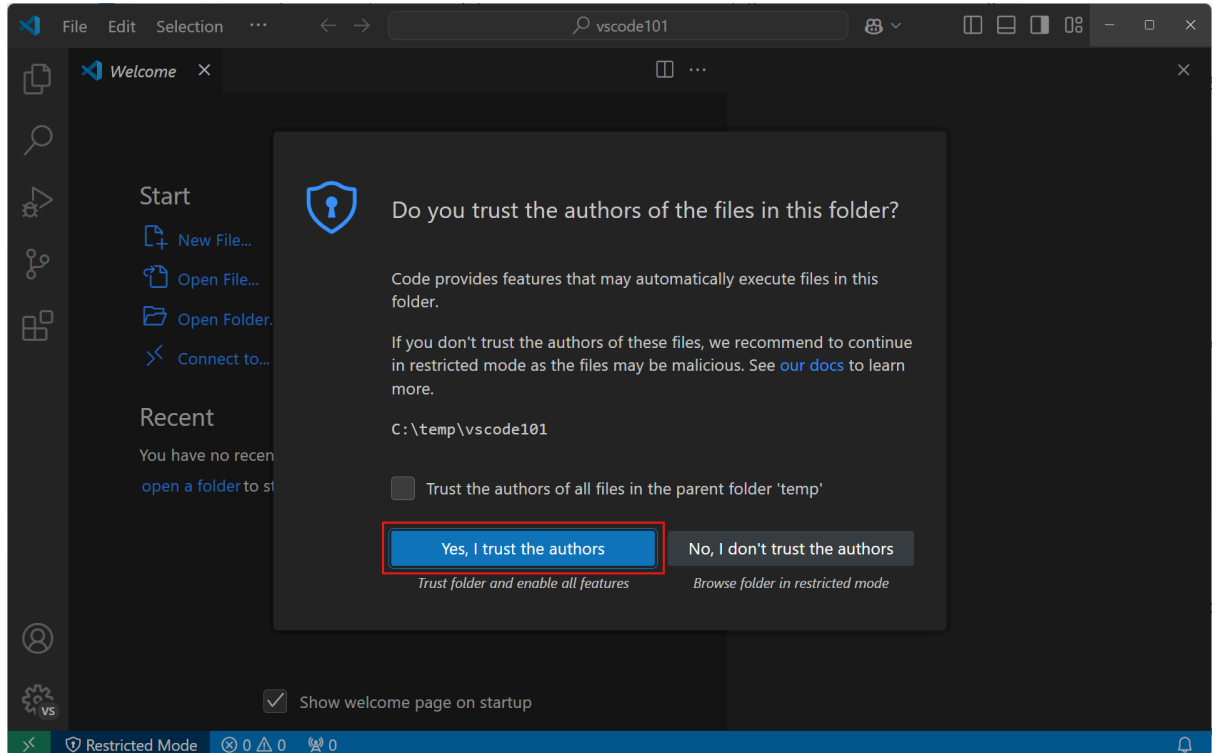 File Edit Selection ··· vscode101
Welcome
Start
New File...
Open File...
Open Folder.
Connect to...
Recent
You have no recen
open a folder to st
Do you trust the authors of the files in this folder?
Code provides features that may automatically execute files in this
folder.
If you don't trust the authors of these files, we recommend to continue
in restricted mode as the files may be malicious. See our docs to learn
more.
C:\temp\vscode101
Trust the authors of all files in the parent folder 'temp'
Yes, I trust the authors No, I don't trust the authors
Trust folder and enable all features Browse folder in restricted mode
Show welcome page on startup
VS
Restricted Mode 0 0 0